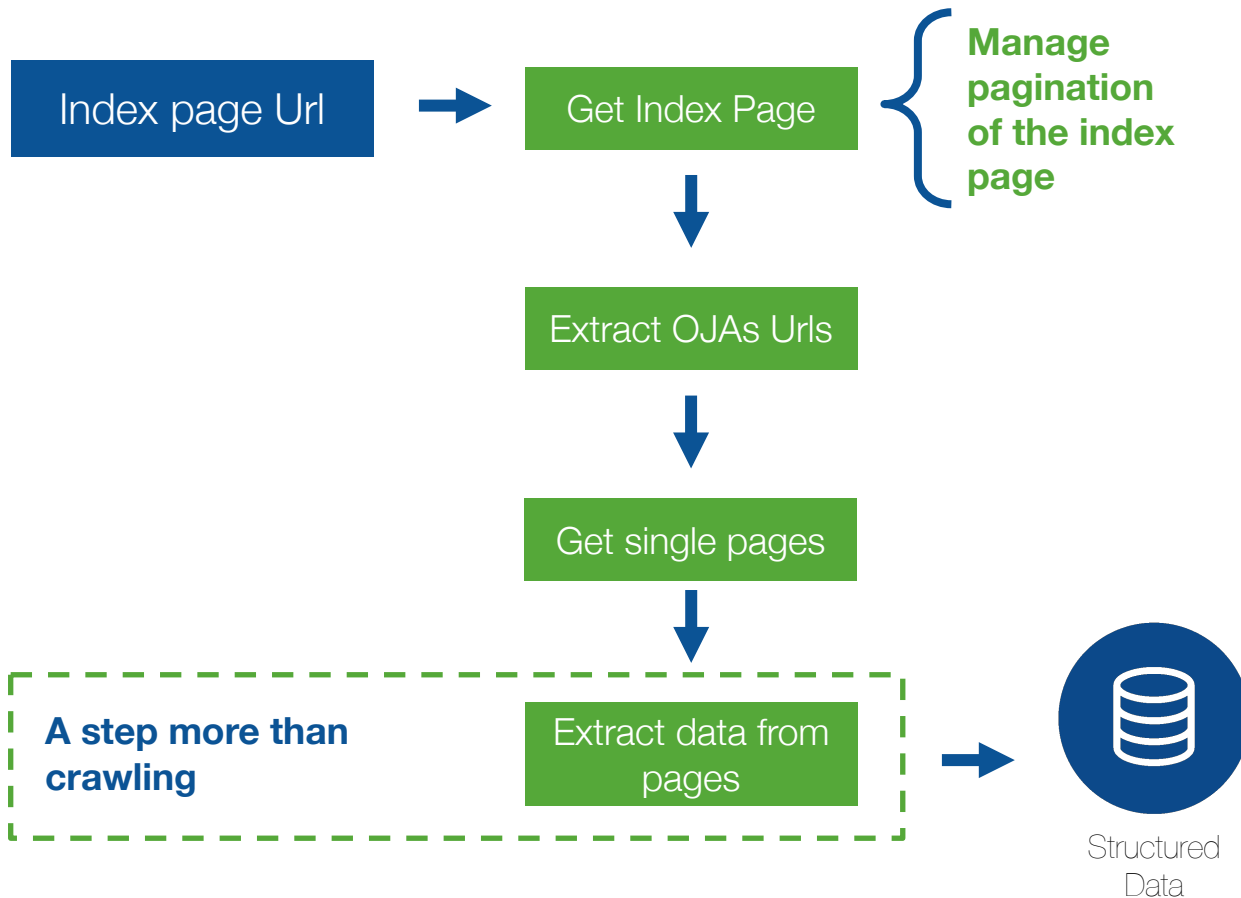 Index page Url
Get Index Page
Manage
pagination
of the index
page
Extract OJAs Urls
Get single pages
A step more than
crawling
Extract data from
pages
Structured
Data